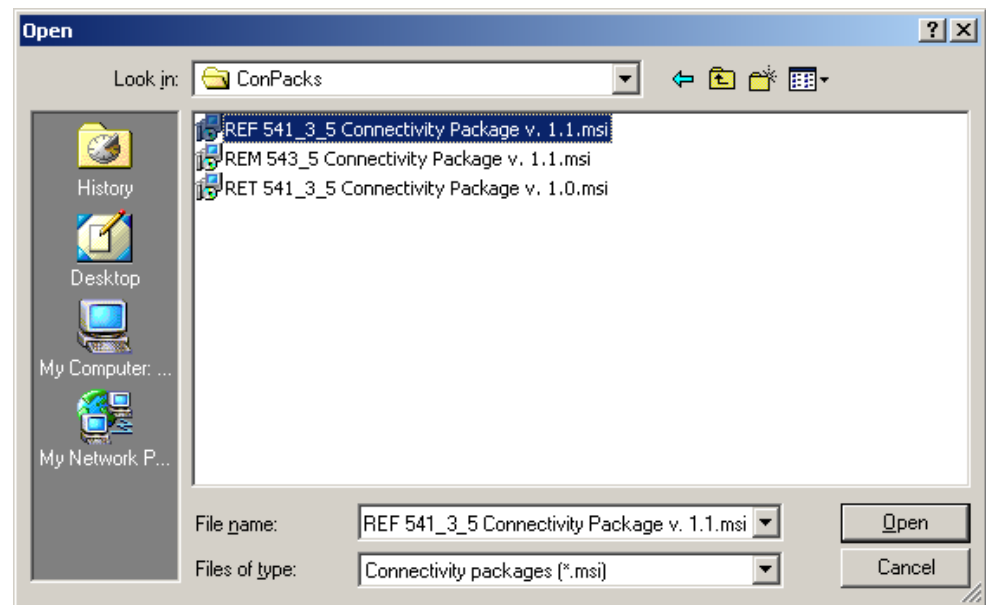 Open
Look in: ConPacks
REF 541_3_5 Connectivity Package v. 1.1.msi
REM 543_5 Connectivity Package v. 1.1.msi
RET 541_3_5 Connectivity Package v. 1.0.msi
History
Desktop
My Computer: ...
My Network P...
File name: REF 541_3_5 Connectivity Package v. 1.1.msi Open
Files of type: Connectivity packages (*.msi) Cancel